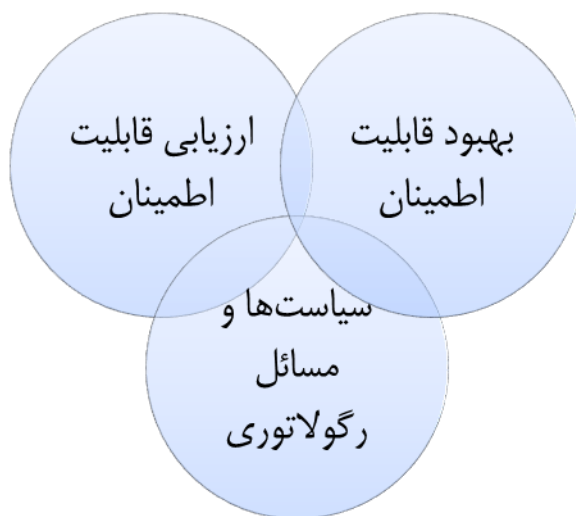 بهبود قابلیت
اطمینان
ارزیابی قابلیت
اطمینان
سیاست‌ها و
مسائل
رگولاتوری